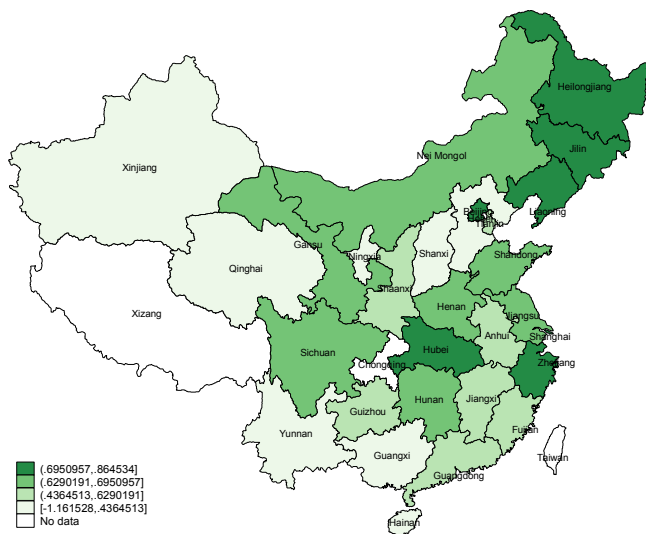 Heilongjiang
Jilin
Xinjiang
Nei Mongol
Beijing
Liaoning
Tianjin
Gansu
Ningxia
Shanxi
Shandong
Qinghai
Shaanxi
Henan
Xizang
Jiangsu
Anhui
Shanghai
Sichuan
Hubei
Chongqing
Zhejiang
Hunan
Jiangxi
Guizhou
Yunnan
Fujian
Guangxi
Taiwan
Guangdong
Hainan
(.6950957,.864534]
(.6290191,.6950957]
(.4364513,.6290191]
[-1.161528,.4364513]
No data